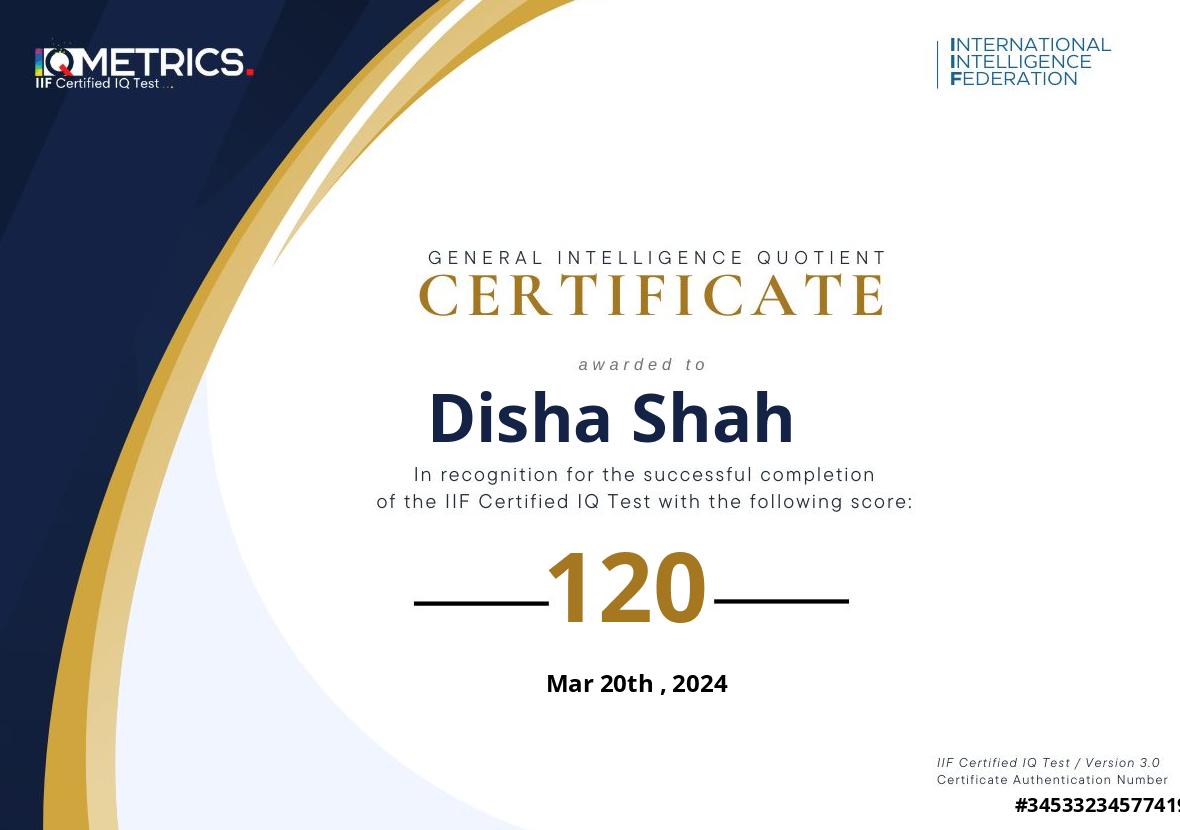 IQMETRICS.
IIF Certified IQ Test...
INTERNATIONAL
INTELLIGENCE
FEDERATION
GENERAL INTELLIGENCE QUOTIENT
CERTIFICATE
awarded to
Disha Shah
In recognition for the successful completion
of the IIF Certified IQ Test with the following score:
120
Mar 20th , 2024
IIF Certified IQ Test / Version 3.0
Certificate Authentication Number
#34533234577419